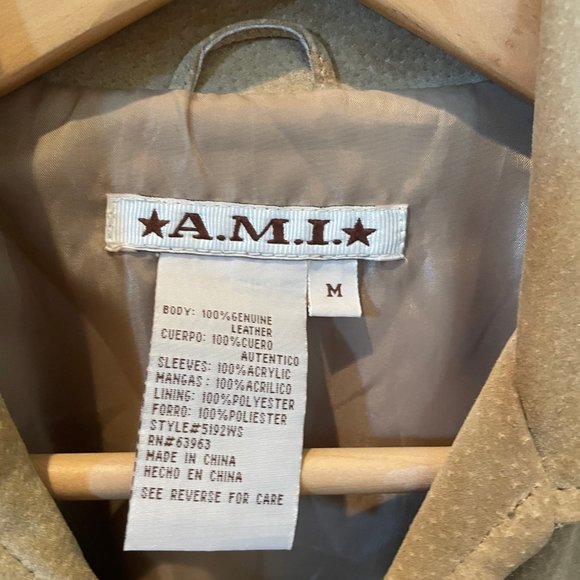 ★A.M.I.★
M
BODY: 100%GENUINE
LEATHER
CUERPO: 100%CUERO
AUTENTICO
SLEEVES: 100%ACRYLIC
MANGAS: 100%ACRILICO
LINING: 100%POLYESTER
FORRO: 100%POLIESTER
STYLE#5192WS
RN#63963
MADE IN CHINA
HECHO EN CHINA
SEE REVERSE FOR CARE